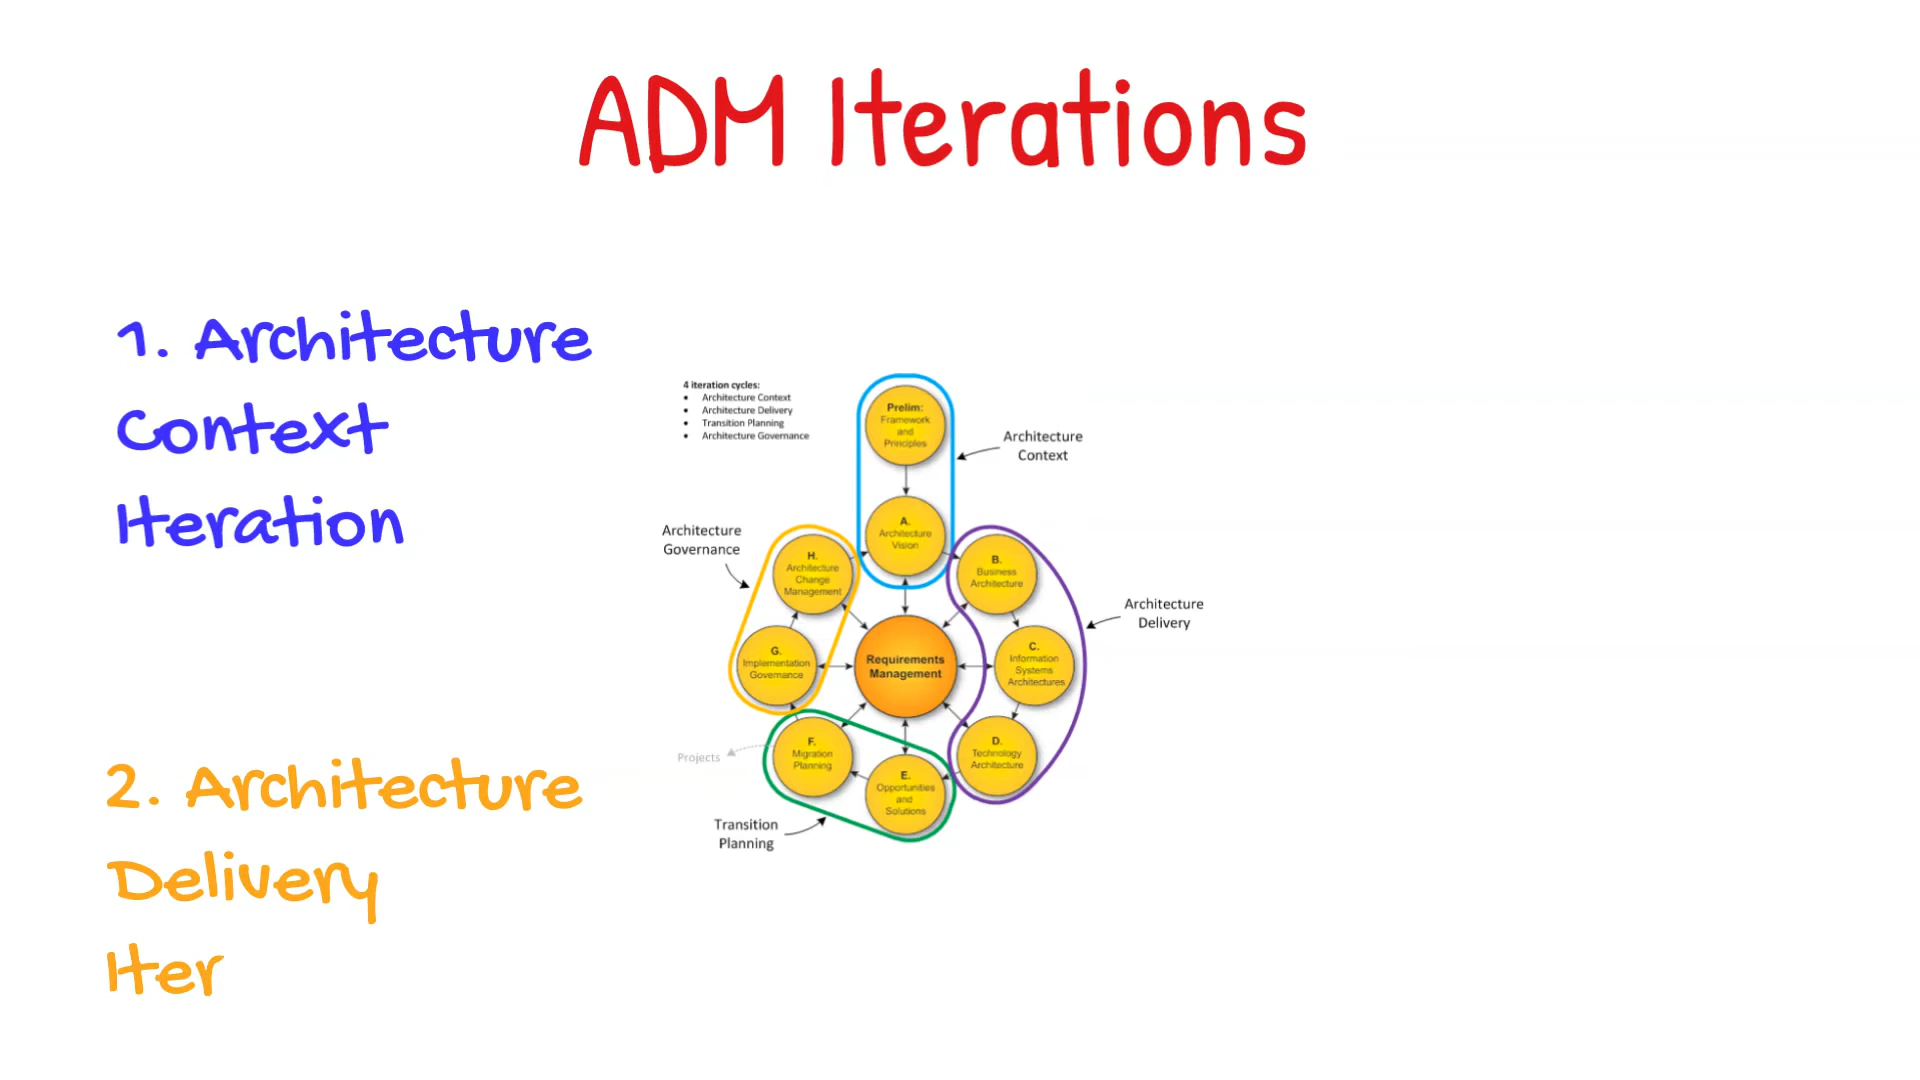 ADM Iterations
1. Architecture
Context
Iteration
2. Architecture
Delivery
Iter
4 iteration cycles:
• Architecture Context
• Architecture Delivery
• Transition Planning
• Architecture Governance
Prelim:
Framework
and
Principles
Architecture
Context
A.
Architecture
Vision
Architecture
Governance
H.
Architecture
Change
Management
B.
Business
Architecture
Architecture
Delivery
G.
Implementation
Governance
Requirements
Management
C.
Information
Systems
Architectures
F.
Migration
Planning
D.
Technology
Architecture
Projects
E.
Opportunities
and
Solutions
Transition
Planning